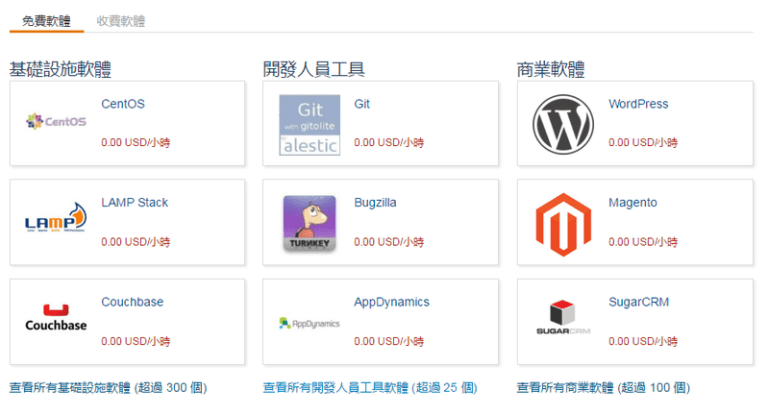 免費軟體
收費軟體
基礎設施軟體
CentOS
CentOS
0.00 USD/小時
LAMP
LAMP Stack
0.00 USD/小時
Couchbase
Couchbase
0.00 USD/小時
查看所有基礎設施軟體 (超過 300 個)
開發人員工具
Git
with gitolite
by
alestic
Git
0.00 USD/小時
TURNKEY
Bugzilla
0.00 USD/小時
AppDynamics
AppDynamics
0.00 USD/小時
查看所有開發人員工具軟體 (超過 25 個)
商業軟體
WordPress
0.00 USD/小時
Magento
0.00 USD/小時
SUGARCRM
SugarCRM
0.00 USD/小時
查看所有商業軟體 (超過 100 個)